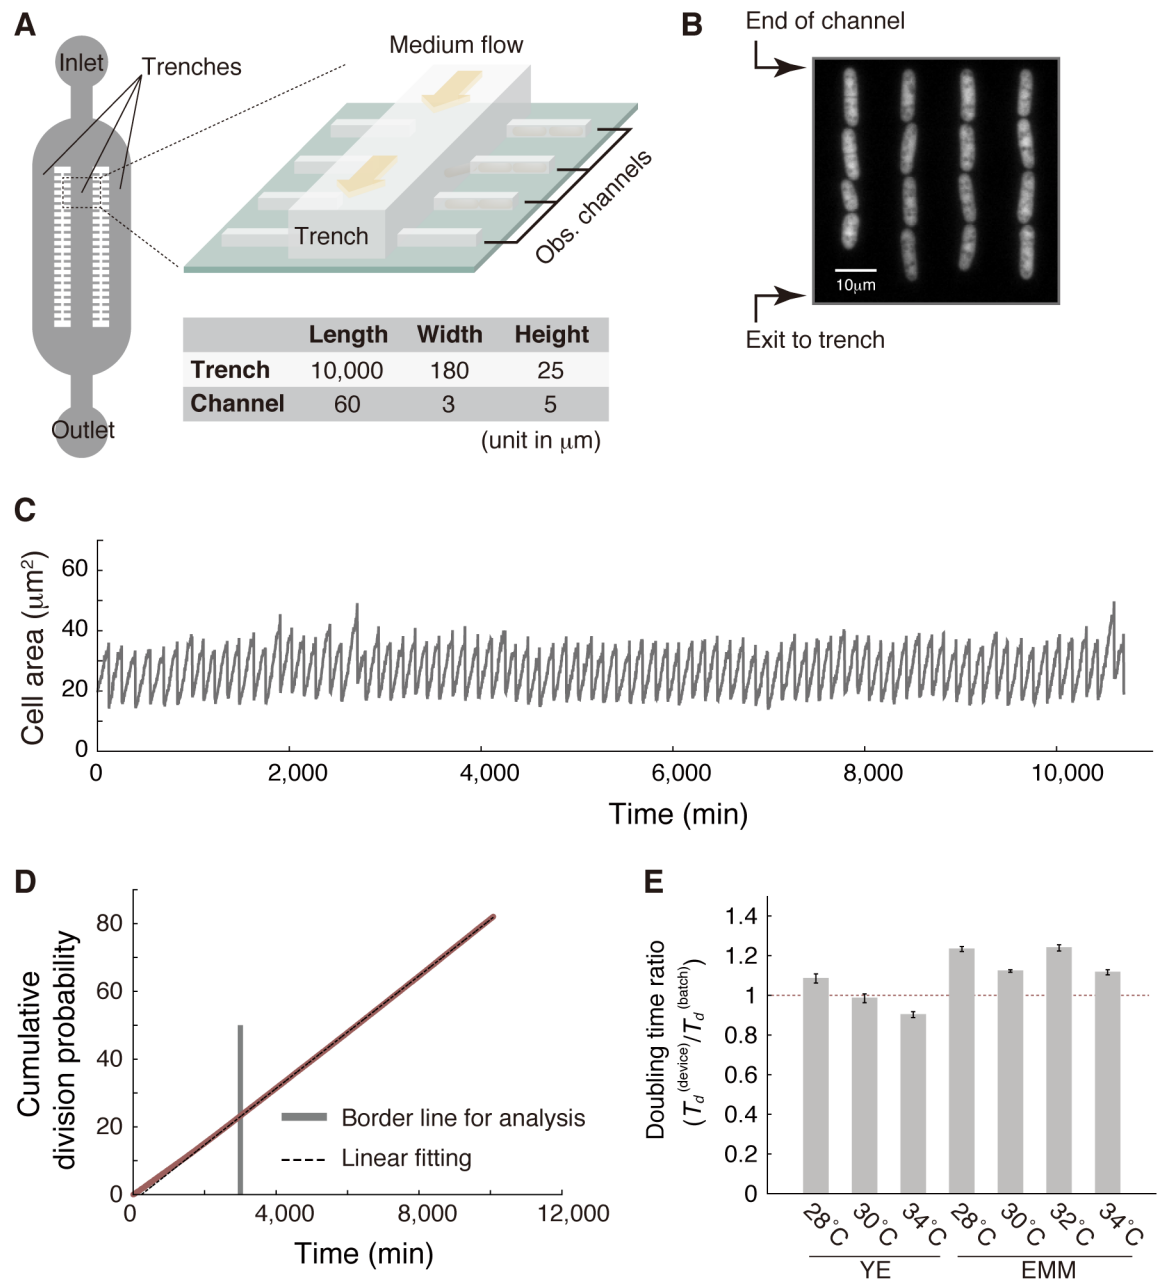 A
Inlet
Trenches
Medium flow
Trench
Obs. channels
Outlet
Length Width Height
Trench 10,000 180 25
Channel 60 3 5
(unit in μm)
B
End of channel
10μm
Exit to trench
C
Cell area (μm²)
60
40
20
0
0 2,000 4,000 6,000 8,000 10,000
Time (min)
D
Cumulative
division probability
80
60
40
20
0
Border line for analysis
Linear fitting
0 4,000 8,000 12,000
Time (min)
E
Doubling time ratio
(T_d^(device)/T_d^(batch))
1.4
1.2
1
0.8
0.6
0.4
0.2
0
28°C 30°C 34°C 28°C 30°C 32°C 34°C
YE EMM